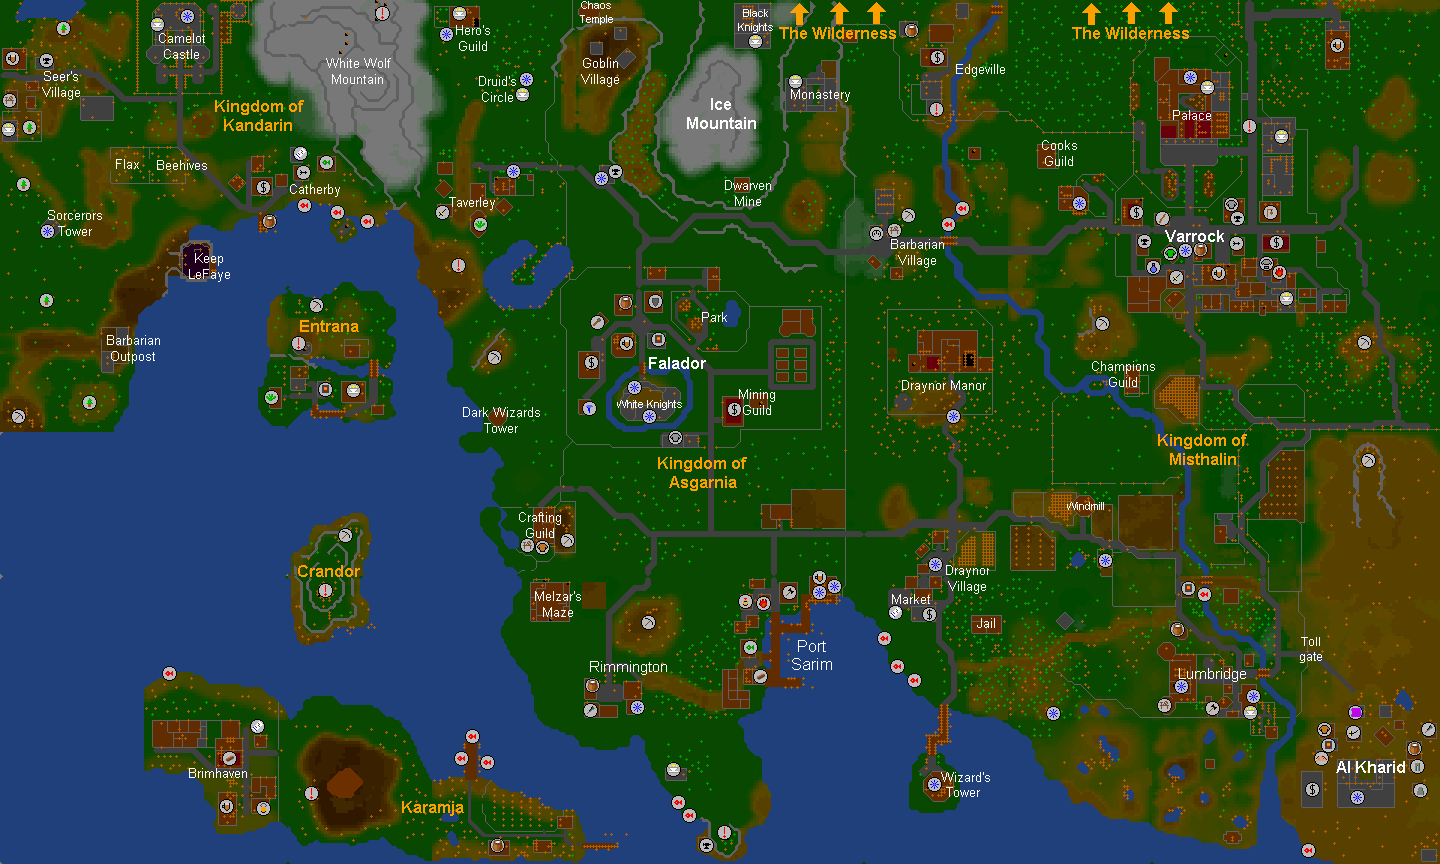 Chaos
Temple
Black
Knights
The Wilderness
The Wilderness
Camelot
Castle
Hero's
Guild
White Wolf
Mountain
Goblin
Village
Edgeville
Seer's
Village
Druid's
Circle
Monastery
Kingdom of
Kandarin
Ice
Mountain
Palace
Cooks
Guild
Flax
Beehives
Catherby
Dwarven
Mine
Taverley
Sorcerors
Tower
Varrock
Barbarian
Village
Keep
LeFaye
Entrana
Park
Barbarian
Outpost
Falador
Champions
Guild
Draynor Manor
White Knights
Mining
Guild
Dark Wizards
Tower
Kingdom of
Asgarnia
Kingdom of
Misthalin
Crafting
Guild
Windmill
Crandor
Draynor
Village
Melzar's
Maze
Market
Jail
Port
Sarim
Toll
gate
Rimmington
Lumbridge
Brimhaven
Al Kharid
Wizard's
Tower
Karamja